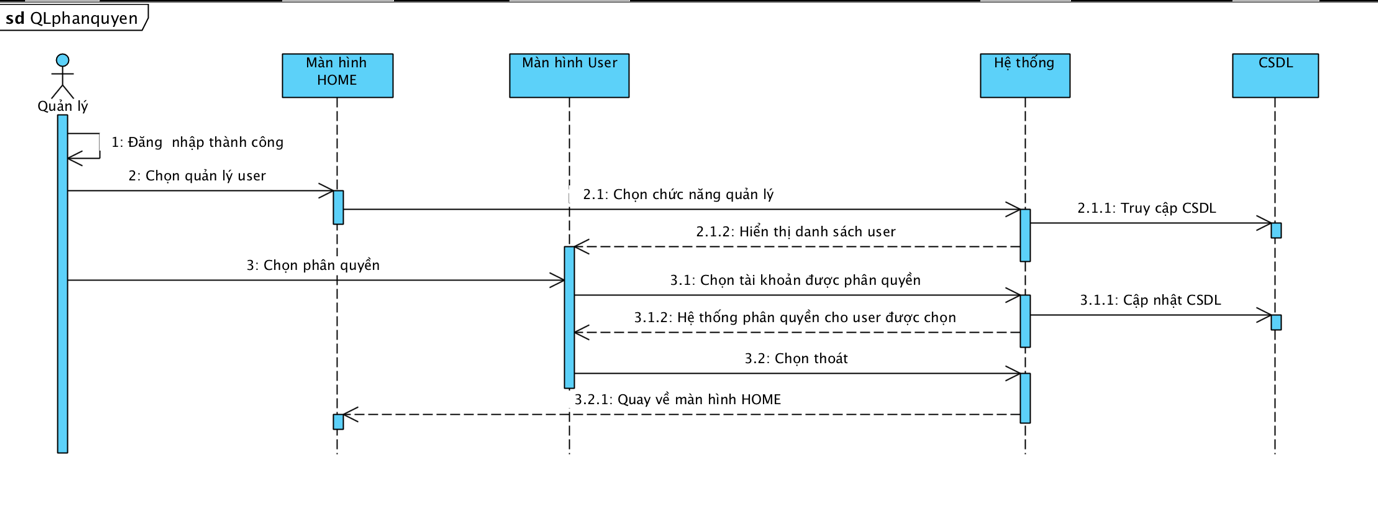 sd QLphanquyen
Màn hình
HOME
Màn hình User
Hệ thống
CSDL
Quản lý
1: Đăng  nhập thành công
2: Chọn quản lý user
2.1: Chọn chức năng quản lý
2.1.1: Truy cập CSDL
2.1.2: Hiển thị danh sách user
3: Chọn phân quyền
3.1: Chọn tài khoản được phân quyền
3.1.1: Cập nhật CSDL
3.1.2: Hệ thống phân quyền cho user được chọn
3.2: Chọn thoát
3.2.1: Quay về màn hình HOME